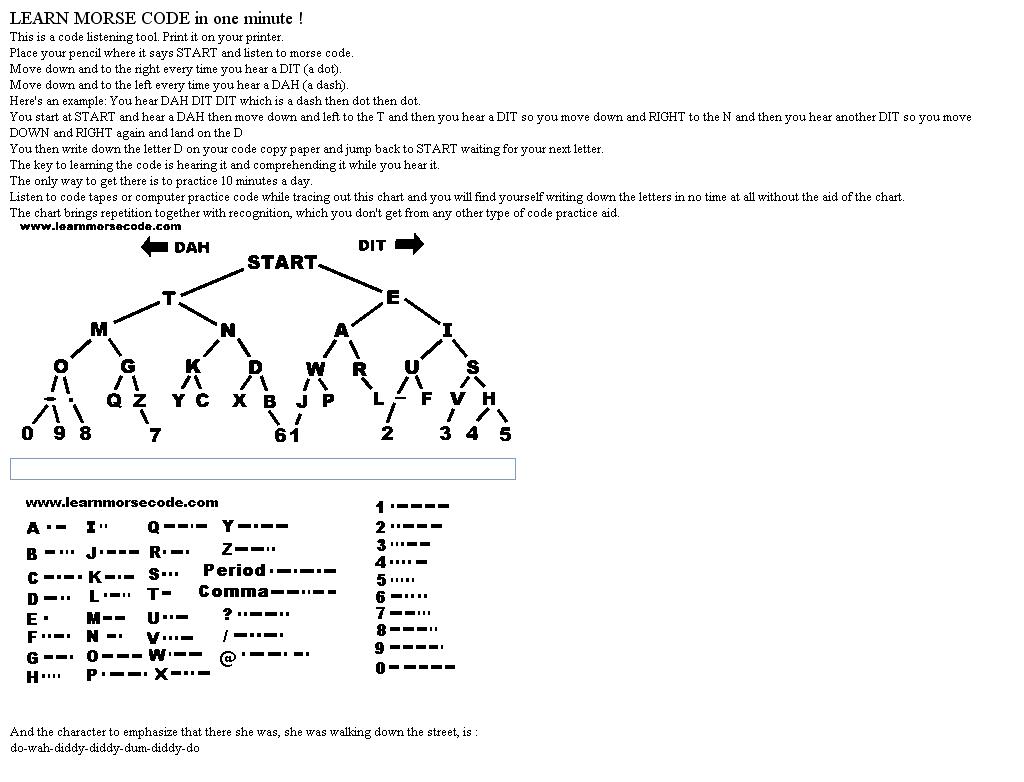 LEARN MORSE CODE in one minute !
This is a code listening tool. Print it on your printer.
Place your pencil where it says START and listen to morse code.
Move down and to the right every time you hear a DIT (a dot).
Move down and to the left every time you hear a DAH (a dash).
Here's an example: You hear DAH DIT DIT which is a dash then dot then dot.
You start at START and hear a DAH then move down and left to the T and then you hear a DIT so you move down and RIGHT to the N and then you hear another DIT so you move
DOWN and RIGHT again and land on the D
You then write down the letter D on your code copy paper and jump back to START waiting for your next letter.
The key to learning the code is hearing it and comprehending it while you hear it.
The only way to get there is to practice 10 minutes a day.
Listen to code tapes or computer practice code while tracing out this chart and you will find yourself writing down the letters in no time at all without the aid of the chart.
The chart brings repetition together with recognition, which you don't get from any other type of code practice aid.
www.learnmorsecode.com
DAH DIT
START
T E
M N A I
O G K D W R U S
- . Q Z Y C X B J P L - F V H
0 9 8 7 6 1 2 3 4 5
www.learnmorsecode.com
A ·- I ·· Q --·- Y -·-- 1 ·----
B -··· J ·--- R ·-· Z --·· 2 ··---
C -·-· K -·- S ··· Period ·-·-·- 3 ···--
D -·· L ·-·· T - Comma --··-- 4 ····-
E · M -- U ··- ? ··--·· 5 ·····
F ··-· N -· V ···- / -··-· 6 -····
G --· O --- W ·-- @ ·--·-· 7 --···
H ···· P ·--· X -··- 8 ---··
9 ----·
0 -----
And the character to emphasize that there she was, she was walking down the street, is :
do-wah-diddy-diddy-dum-diddy-do